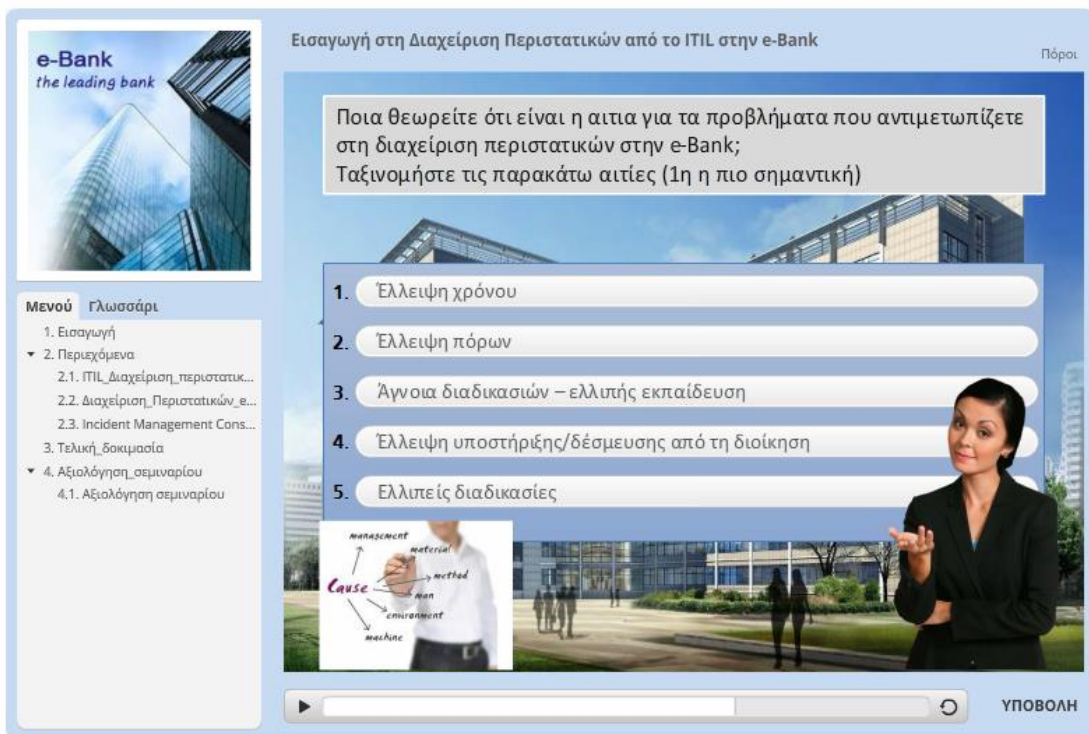 e-Bank
the leading bank
Εισαγωγή στη Διαχείριση Περιστατικών από το ITIL στην e-Bank
Πόροι
Ποια θεωρείτε ότι είναι η αιτια για τα προβλήματα που αντιμετωπίζετε
στη διαχείριση περιστατικών στην e-Bank;
Ταξινομήστε τις παρακάτω αιτίες (1η η πιο σημαντική)
Μενού Γλωσσάρι
1. Εισαγωγή
2. Περιεχόμενα
2.1. ITIL_Διαχείριση_περιστατικ...
2.2. Διαχείριση_Περιστατικών_e...
2.3. Incident Management Cons...
3. Τελική_δοκιμασία
4. Αξιολόγηση_σεμιναρίου
4.1. Αξιολόγηση σεμιναρίου
1. Έλλειψη χρόνου
2. Έλλειψη πόρων
3. Άγνοια διαδικασιών – ελλιπής εκπαίδευση
4. Έλλειψη υποστήριξης/δέσμευσης από τη διοίκηση
5. Ελλιπείς διαδικασίες
management
material
Cause
method
man
environment
machine
ΥΠΟΒΟΛΗ